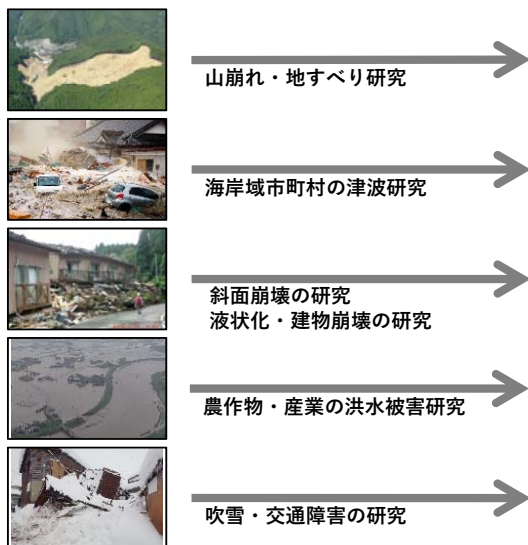 山崩れ・地すべり研究
海岸域市町村の津波研究
斜面崩壊の研究
液状化・建物崩壊の研究
農作物・産業の洪水被害研究
吹雪・交通障害の研究